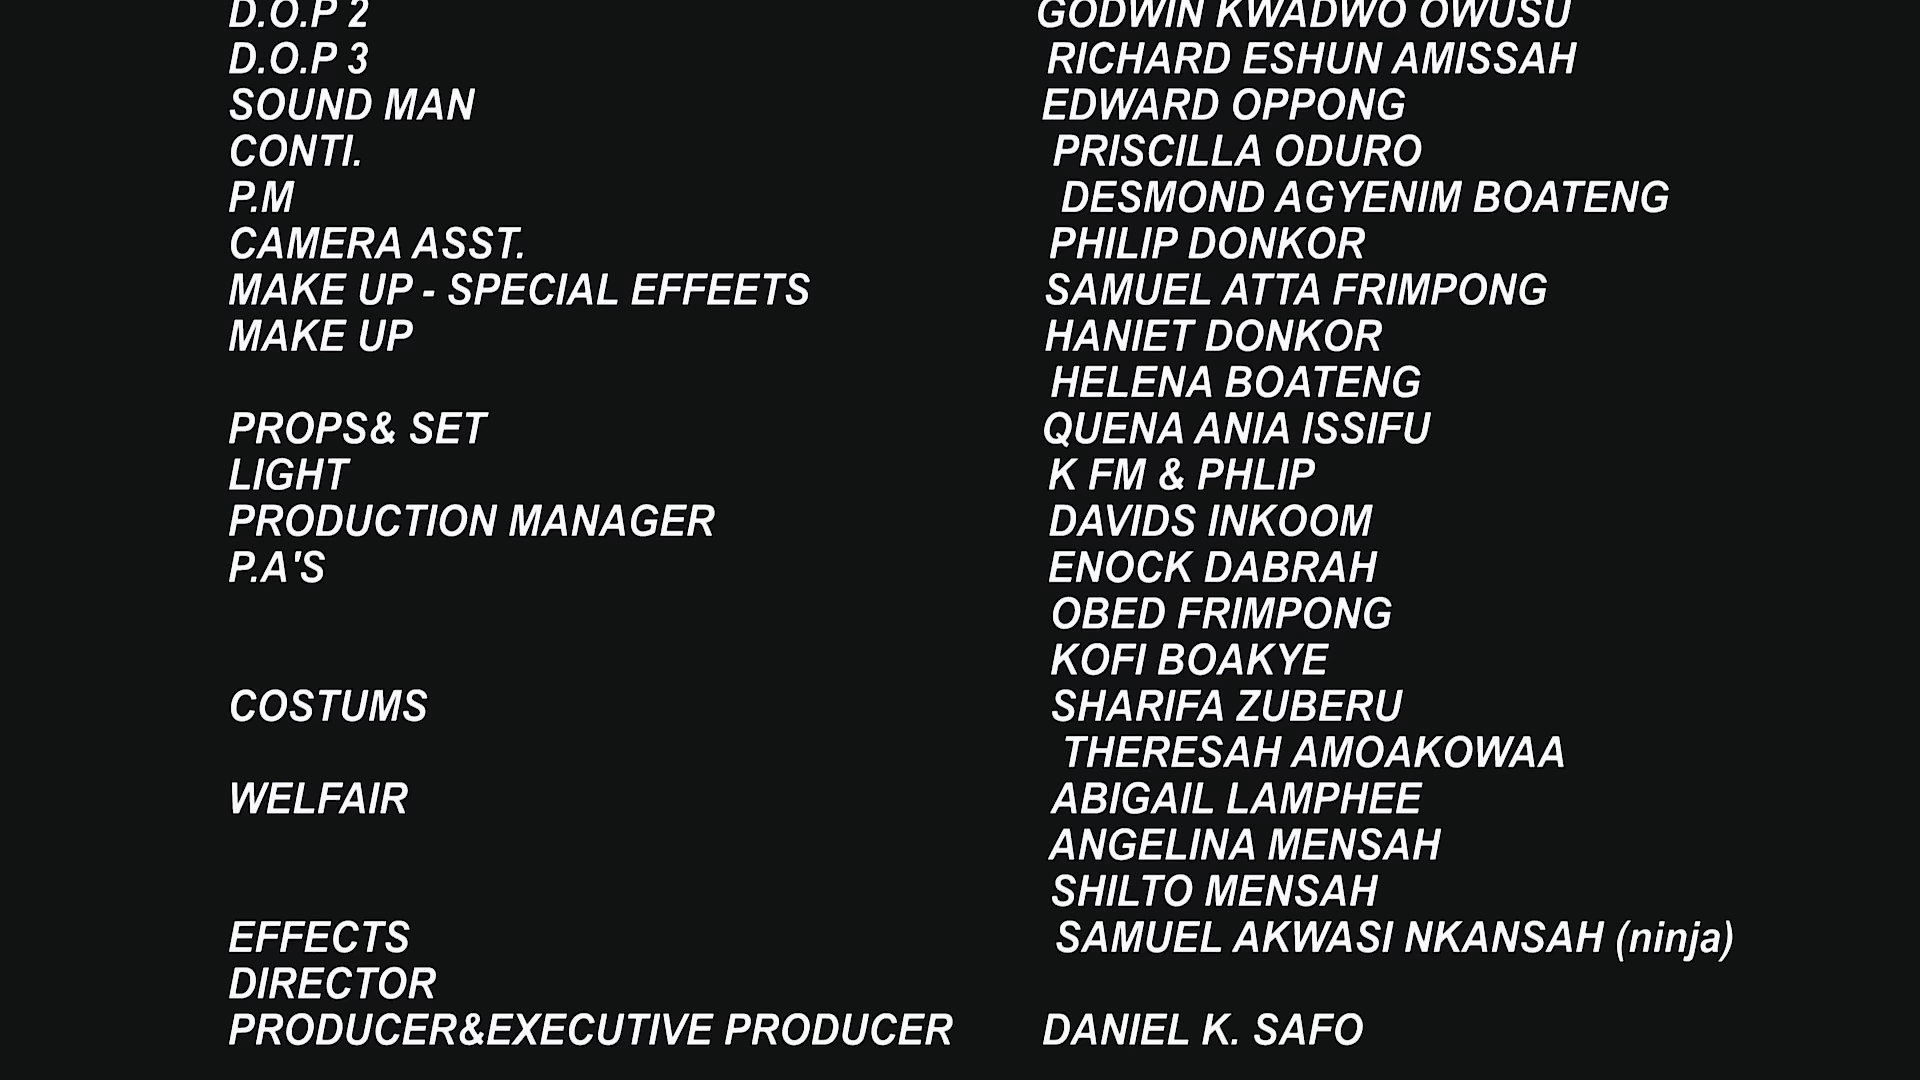 D.O.P 2 GODWIN KWADWO OWUSU
D.O.P 3 RICHARD ESHUN AMISSAH
SOUND MAN EDWARD OPPONG
CONTI. PRISCILLA ODURO
P.M DESMOND AGYENIM BOATENG
CAMERA ASST. PHILIP DONKOR
MAKE UP - SPECIAL EFFEETS SAMUEL ATTA FRIMPONG
MAKE UP HANIET DONKOR
HELENA BOATENG
PROPS& SET QUENA ANIA ISSIFU
LIGHT K FM & PHLIP
PRODUCTION MANAGER DAVIDS INKOOM
P.A'S ENOCK DABRAH
OBED FRIMPONG
KOFI BOAKYE
COSTUMS SHARIFA ZUBERU
THERESAH AMOAKOWAA
WELFAIR ABIGAIL LAMPHEE
ANGELINA MENSAH
SHILTO MENSAH
EFFECTS SAMUEL AKWASI NKANSAH (ninja)
DIRECTOR
PRODUCER&EXECUTIVE PRODUCER DANIEL K. SAFO